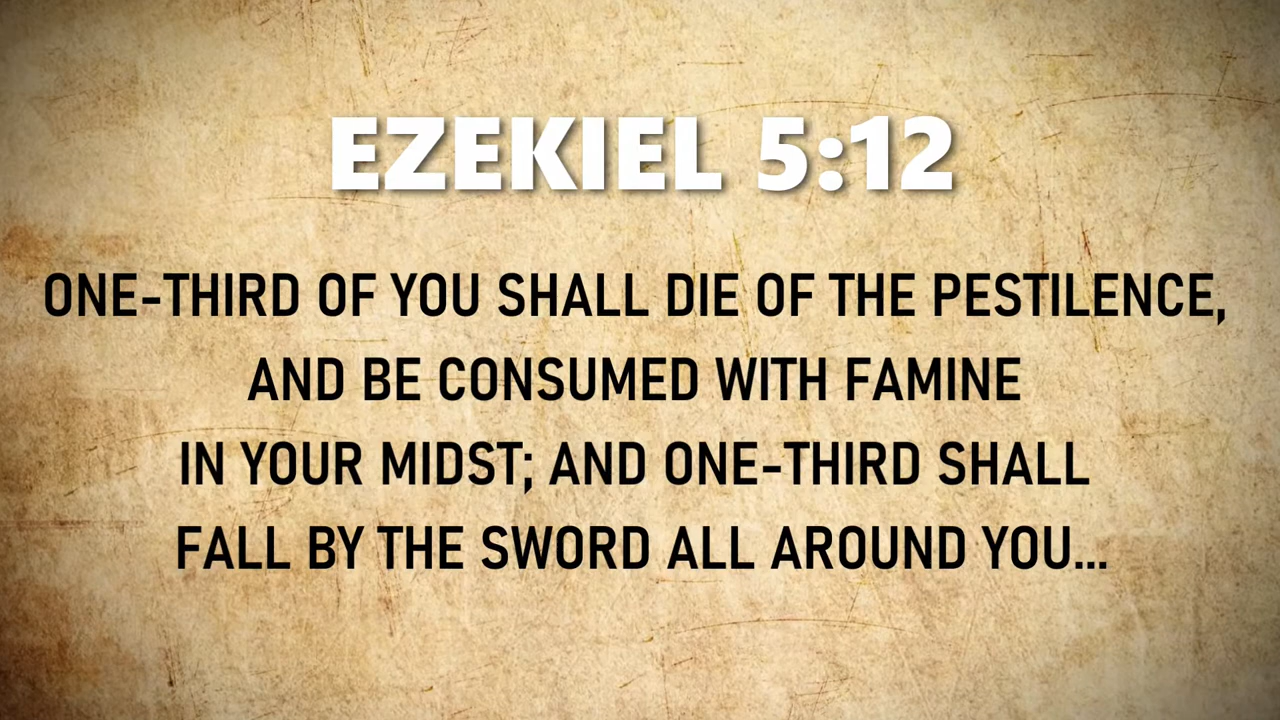 EZEKIEL 5:12
ONE-THIRD OF YOU SHALL DIE OF THE PESTILENCE,
AND BE CONSUMED WITH FAMINE
IN YOUR MIDST; AND ONE-THIRD SHALL
FALL BY THE SWORD ALL AROUND YOU...